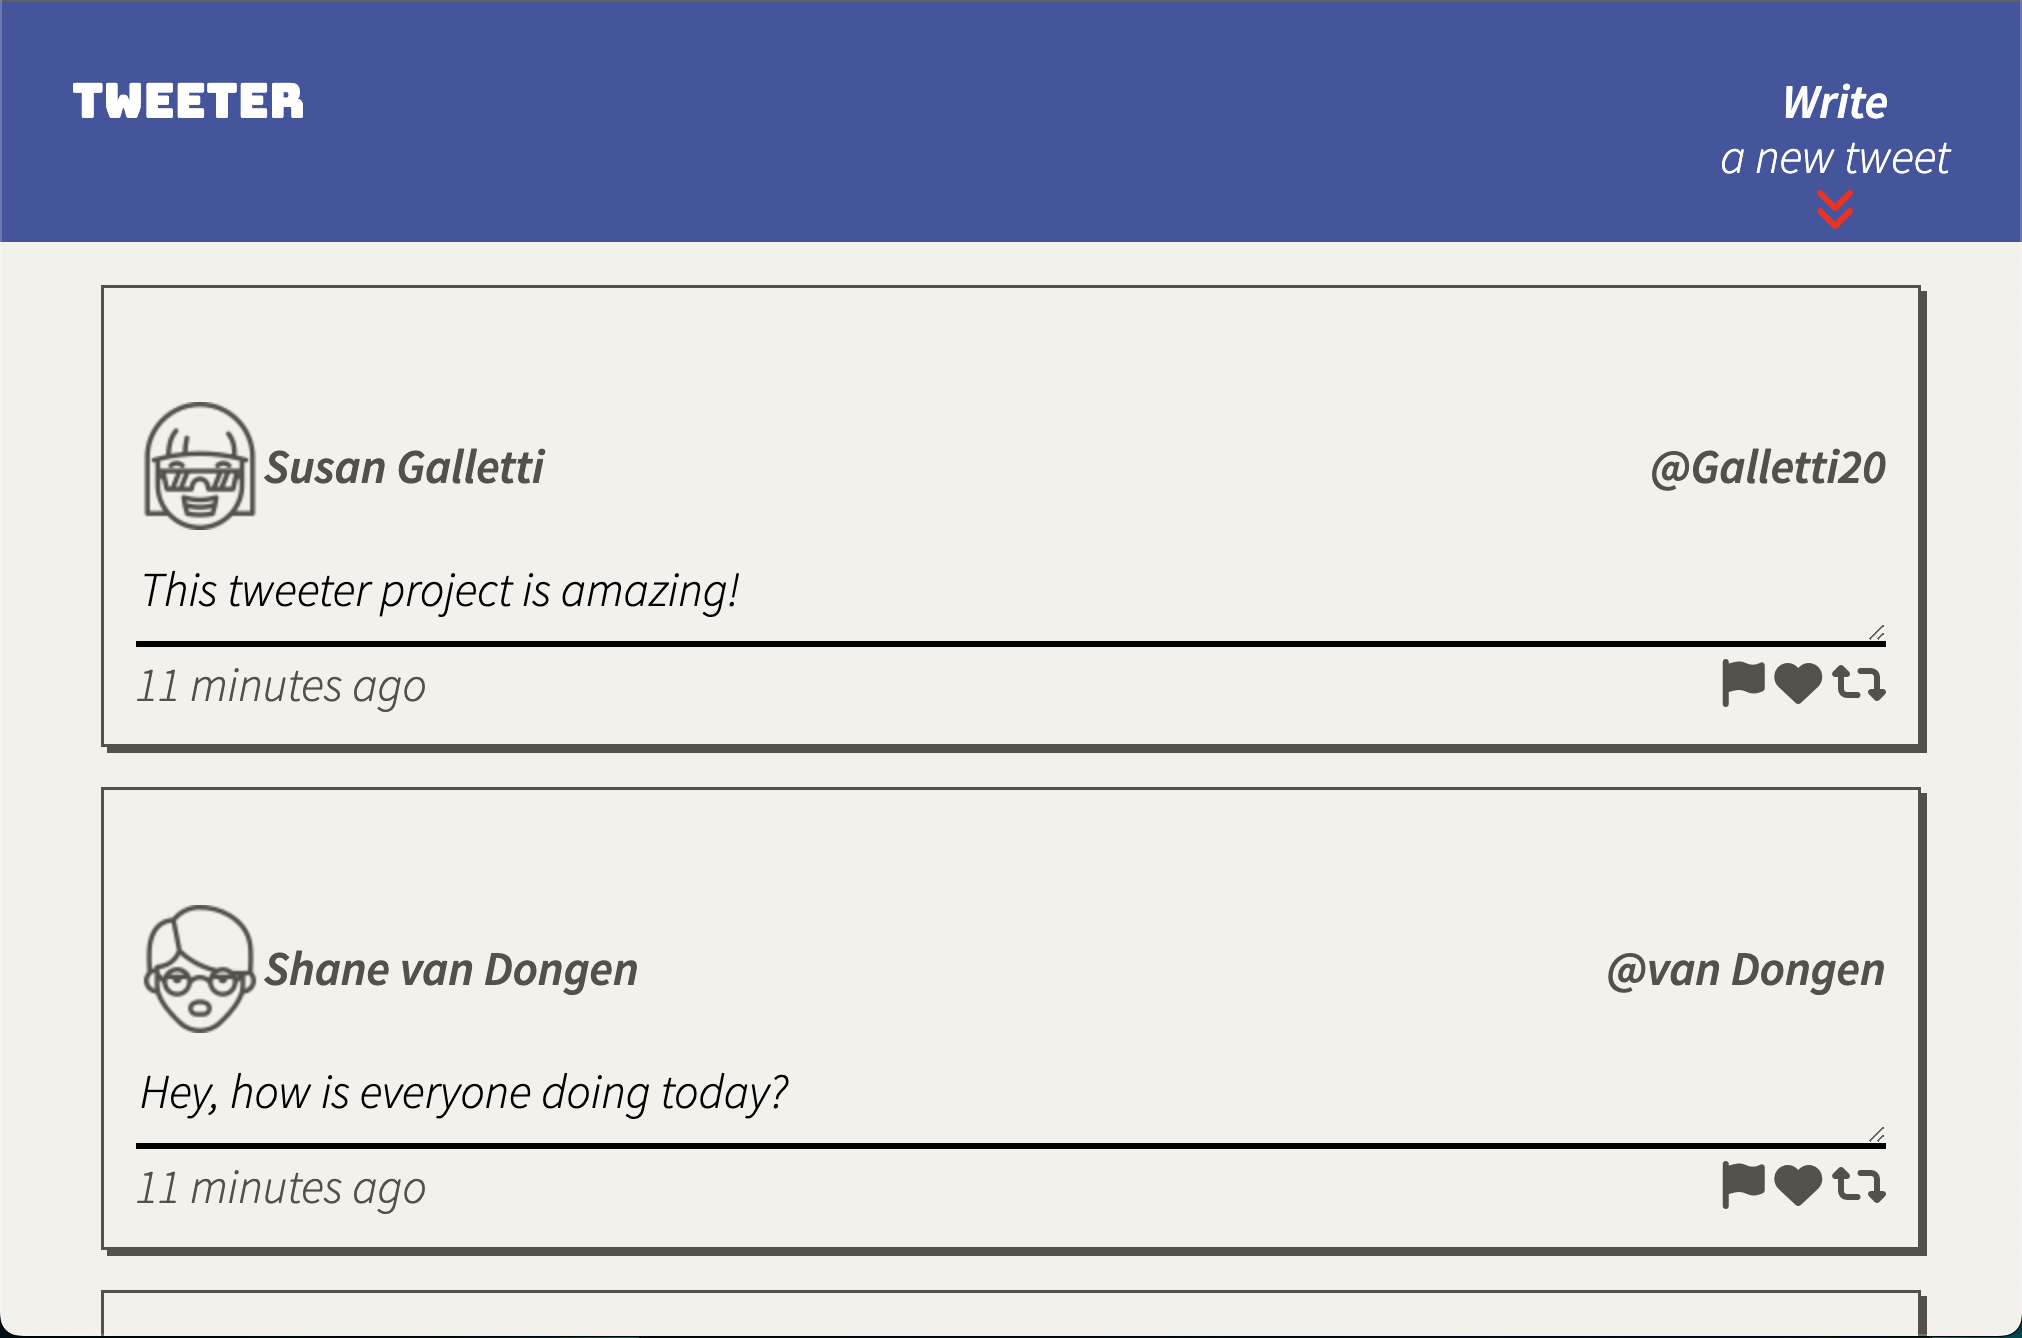 TWEETER
Write
a new tweet
Susan Galletti
@Galletti20
This tweeter project is amazing!
11 minutes ago
Shane van Dongen
@van Dongen
Hey, how is everyone doing today?
11 minutes ago